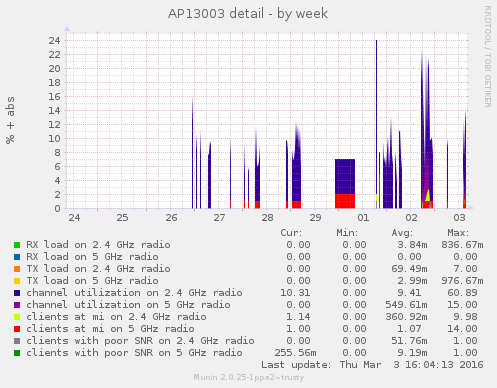 AP13003 detail - by week
RRDTOOL / TOBI OETIKER
% + abs
24
22
20
18
16
14
12
10
8
6
4
2
0
24 25 26 27 28 29 01 02 03
Cur: Min: Avg: Max:
RX load on 2.4 GHz radio 0.00 0.00 3.84m 836.67m
RX load on 5 GHz radio 0.00 0.00 0.00 0.00
TX load on 2.4 GHz radio 0.00 0.00 69.49m 7.00
TX load on 5 GHz radio 0.00 0.00 2.99m 976.67m
channel utilization on 2.4 GHz radio 10.31 0.00 9.41 60.89
channel utilization on 5 GHz radio 0.00 0.00 549.61m 15.00
clients at mi on 2.4 GHz radio 1.14 0.00 360.92m 9.98
clients at mi on 5 GHz radio 1.00 0.00 1.07 14.00
clients with poor SNR on 2.4 GHz radio 0.00 0.00 51.76m 1.00
clients with poor SNR on 5 GHz radio 255.56m 0.00 9.19m 1.00
Last update: Thu Mar 3 16:04:13 2016
Munin 2.0.25-1ppa2~trusty